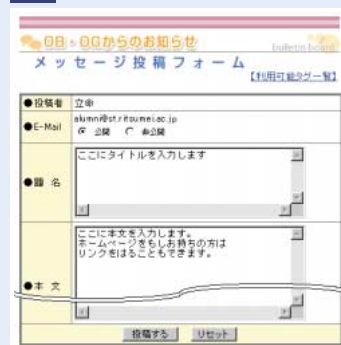 OB・OGからのお知らせ
bulletin board
メッセージ投稿フォーム
【利用可能タグ一覧】
●投稿者 立命
●E-Mail alumni@st.ritsumei.ac.jp
公開 非公開
●題 名 ここにタイトルを入力します
ここに本文を入力します。
ホームページをもしお持ちの方は
リンクをはることもできます。
●本 文
投稿する リセット